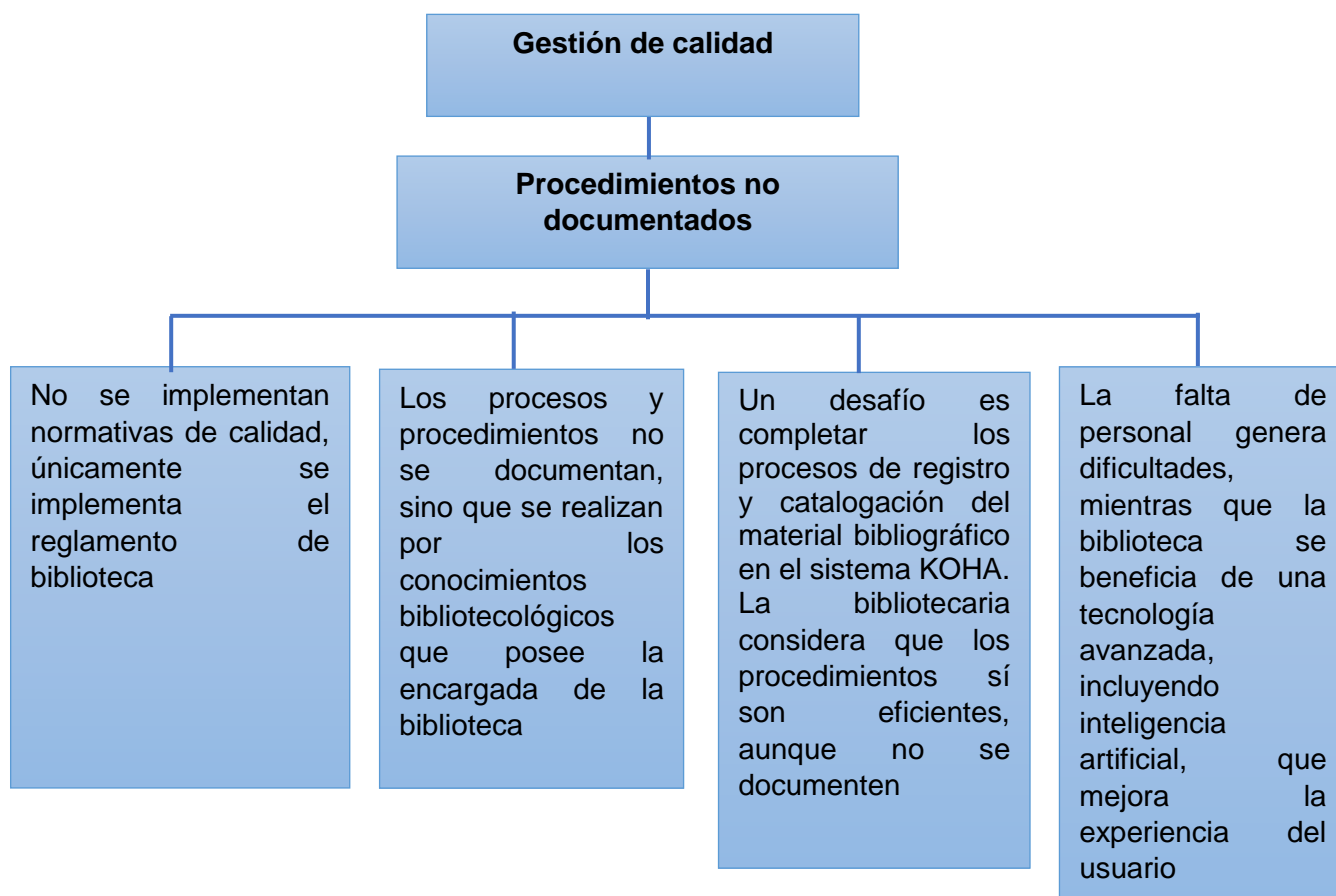 Gestión de calidad
Procedimientos no
documentados
No se implementan
normativas de calidad,
únicamente se
implementa el
reglamento de
biblioteca
Los procesos y
procedimientos no
se documentan,
sino que se realizan
por los
conocimientos
bibliotecológicos
que posee la
encargada de la
biblioteca
Un desafío es
completar los
procesos de registro
y catalogación del
material bibliográfico
en el sistema KOHA.
La bibliotecaria
considera que los
procedimientos sí
son eficientes,
aunque no se
documenten
La falta de
personal genera
dificultades,
mientras que la
biblioteca se
beneficia de una
tecnología
avanzada,
incluyendo
inteligencia
artificial, que
mejora la
experiencia del
usuario